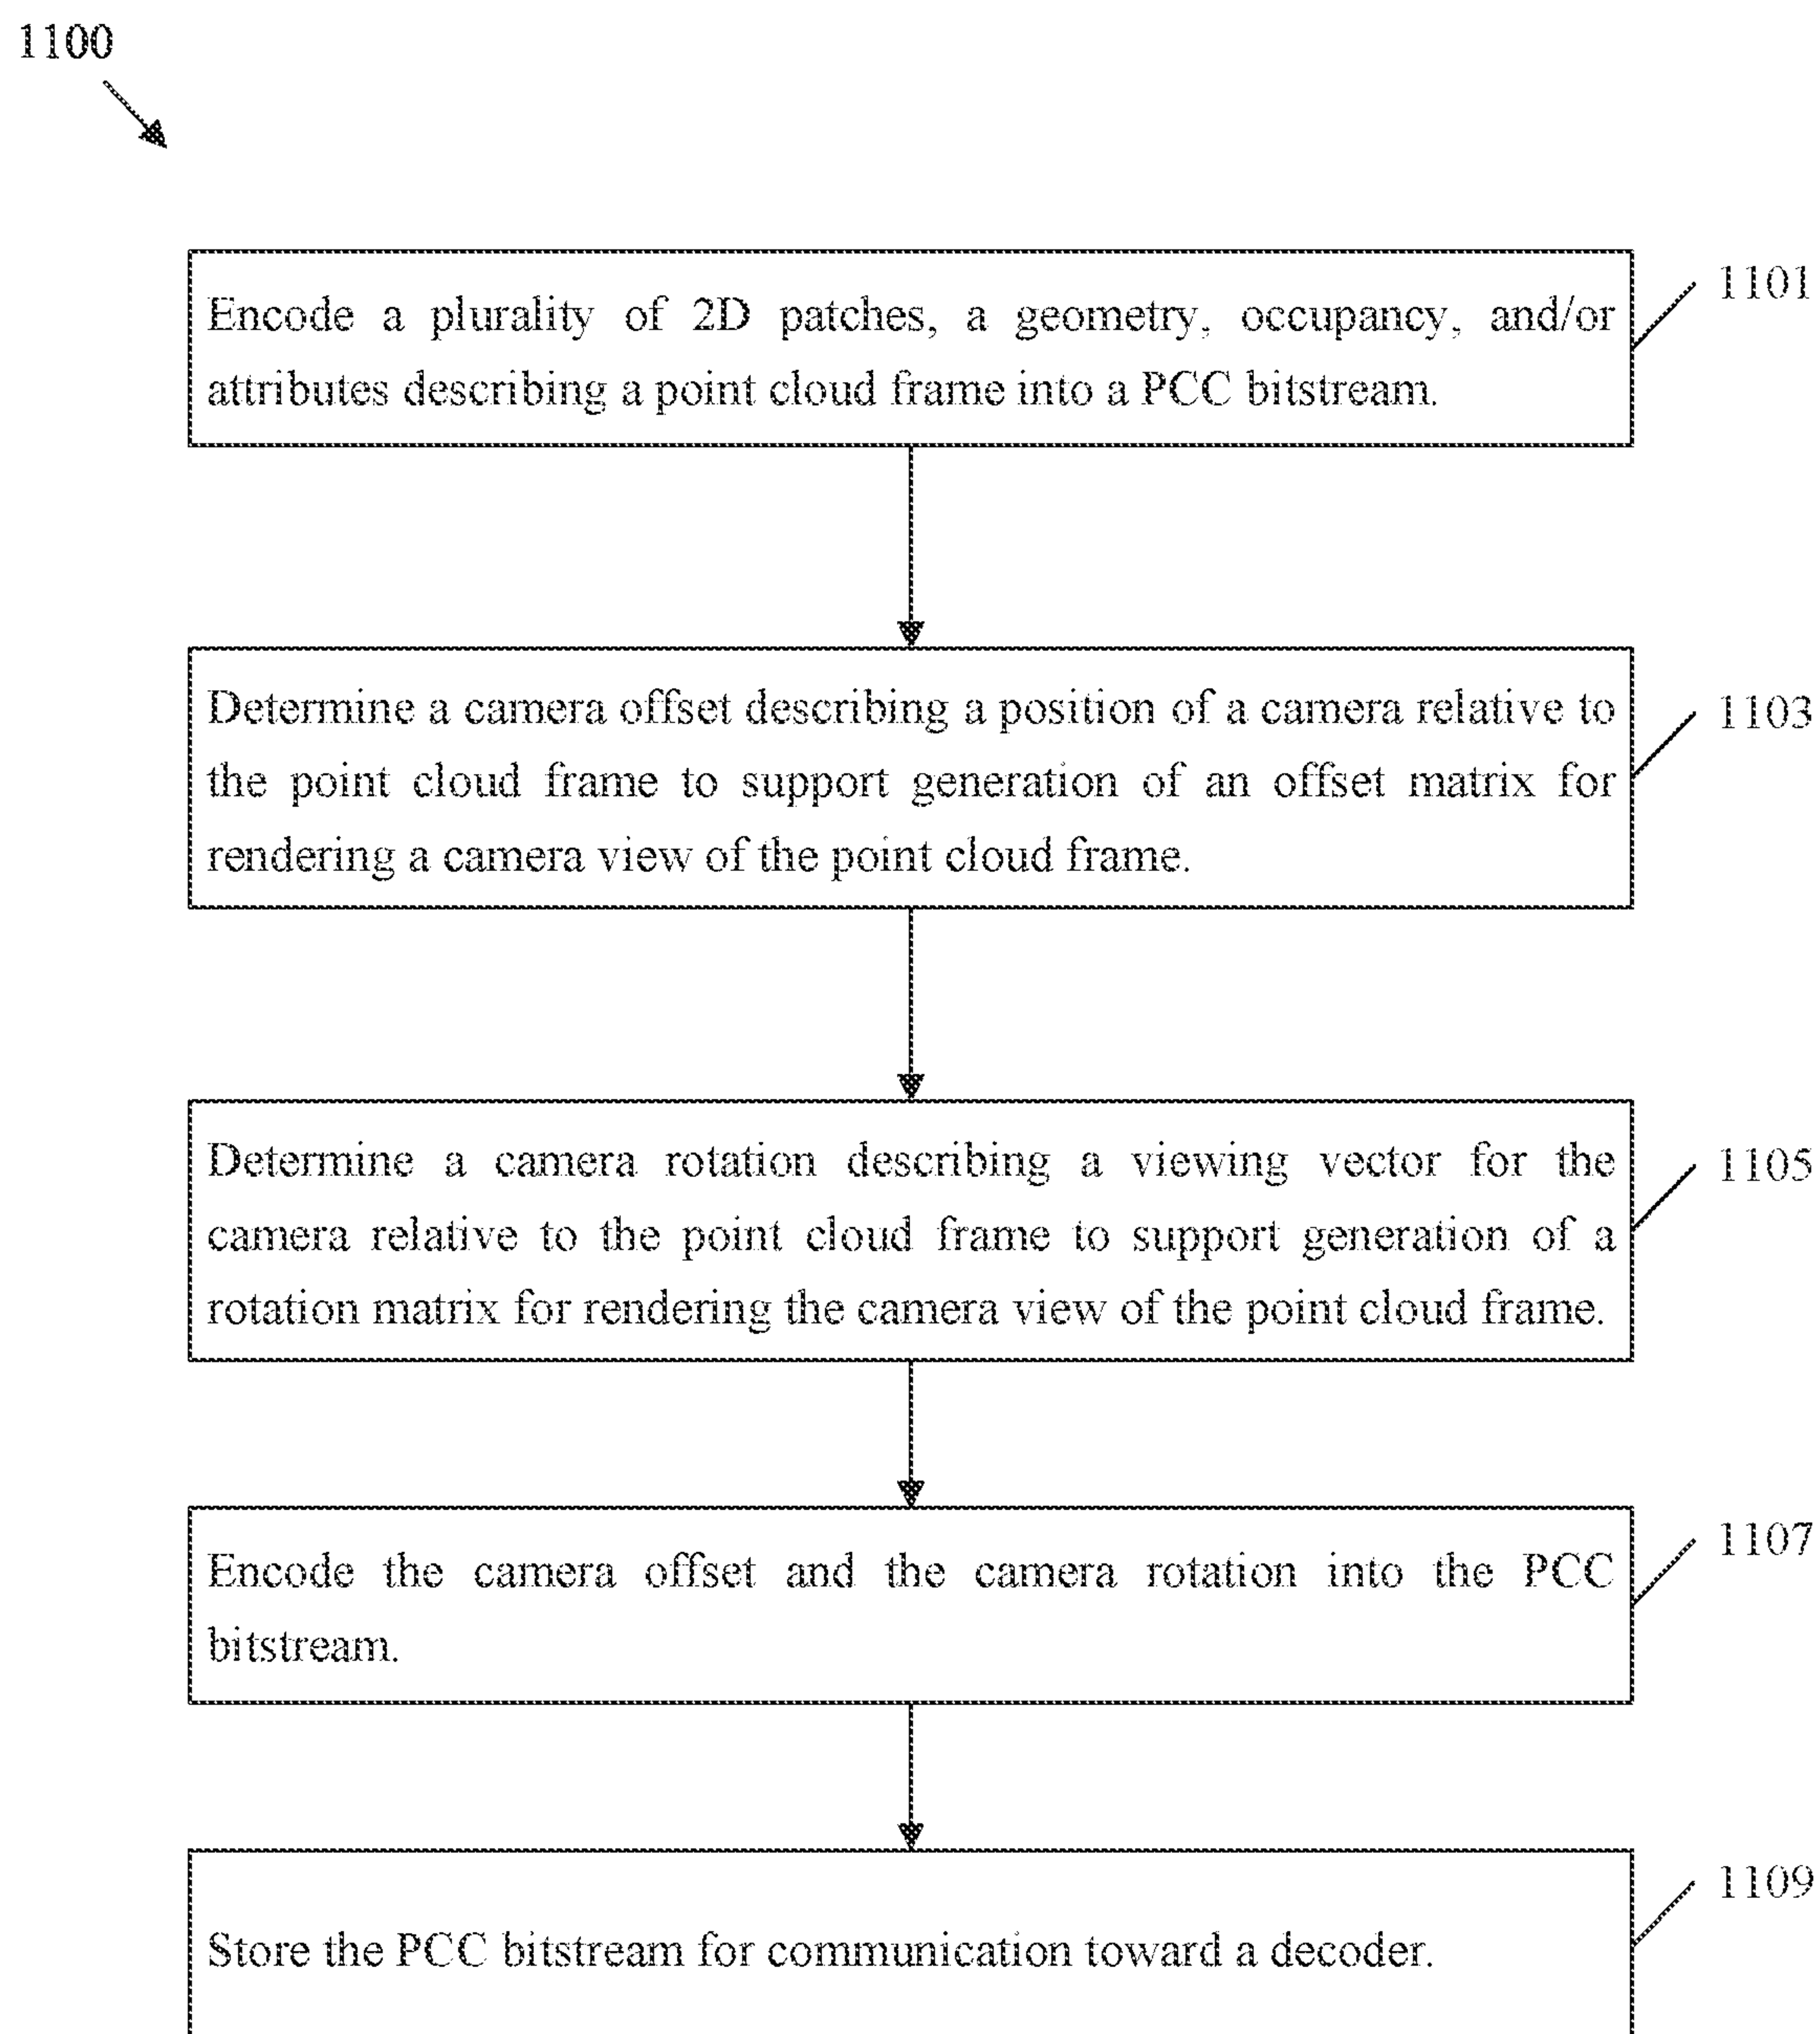 1100
Encode a plurality of 2D patches, a geometry, occupancy, and/or
attributes describing a point cloud frame into a PCC bitstream.
1101
Determine a camera offset describing a position of a camera relative to
the point cloud frame to support generation of an offset matrix for
rendering a camera view of the point cloud frame.
1103
Determine a camera rotation describing a viewing vector for the
camera relative to the point cloud frame to support generation of a
rotation matrix for rendering the camera view of the point cloud frame.
1105
Encode the camera offset and the camera rotation into the PCC
bitstream.
1107
Store the PCC bitstream for communication toward a decoder.
1109